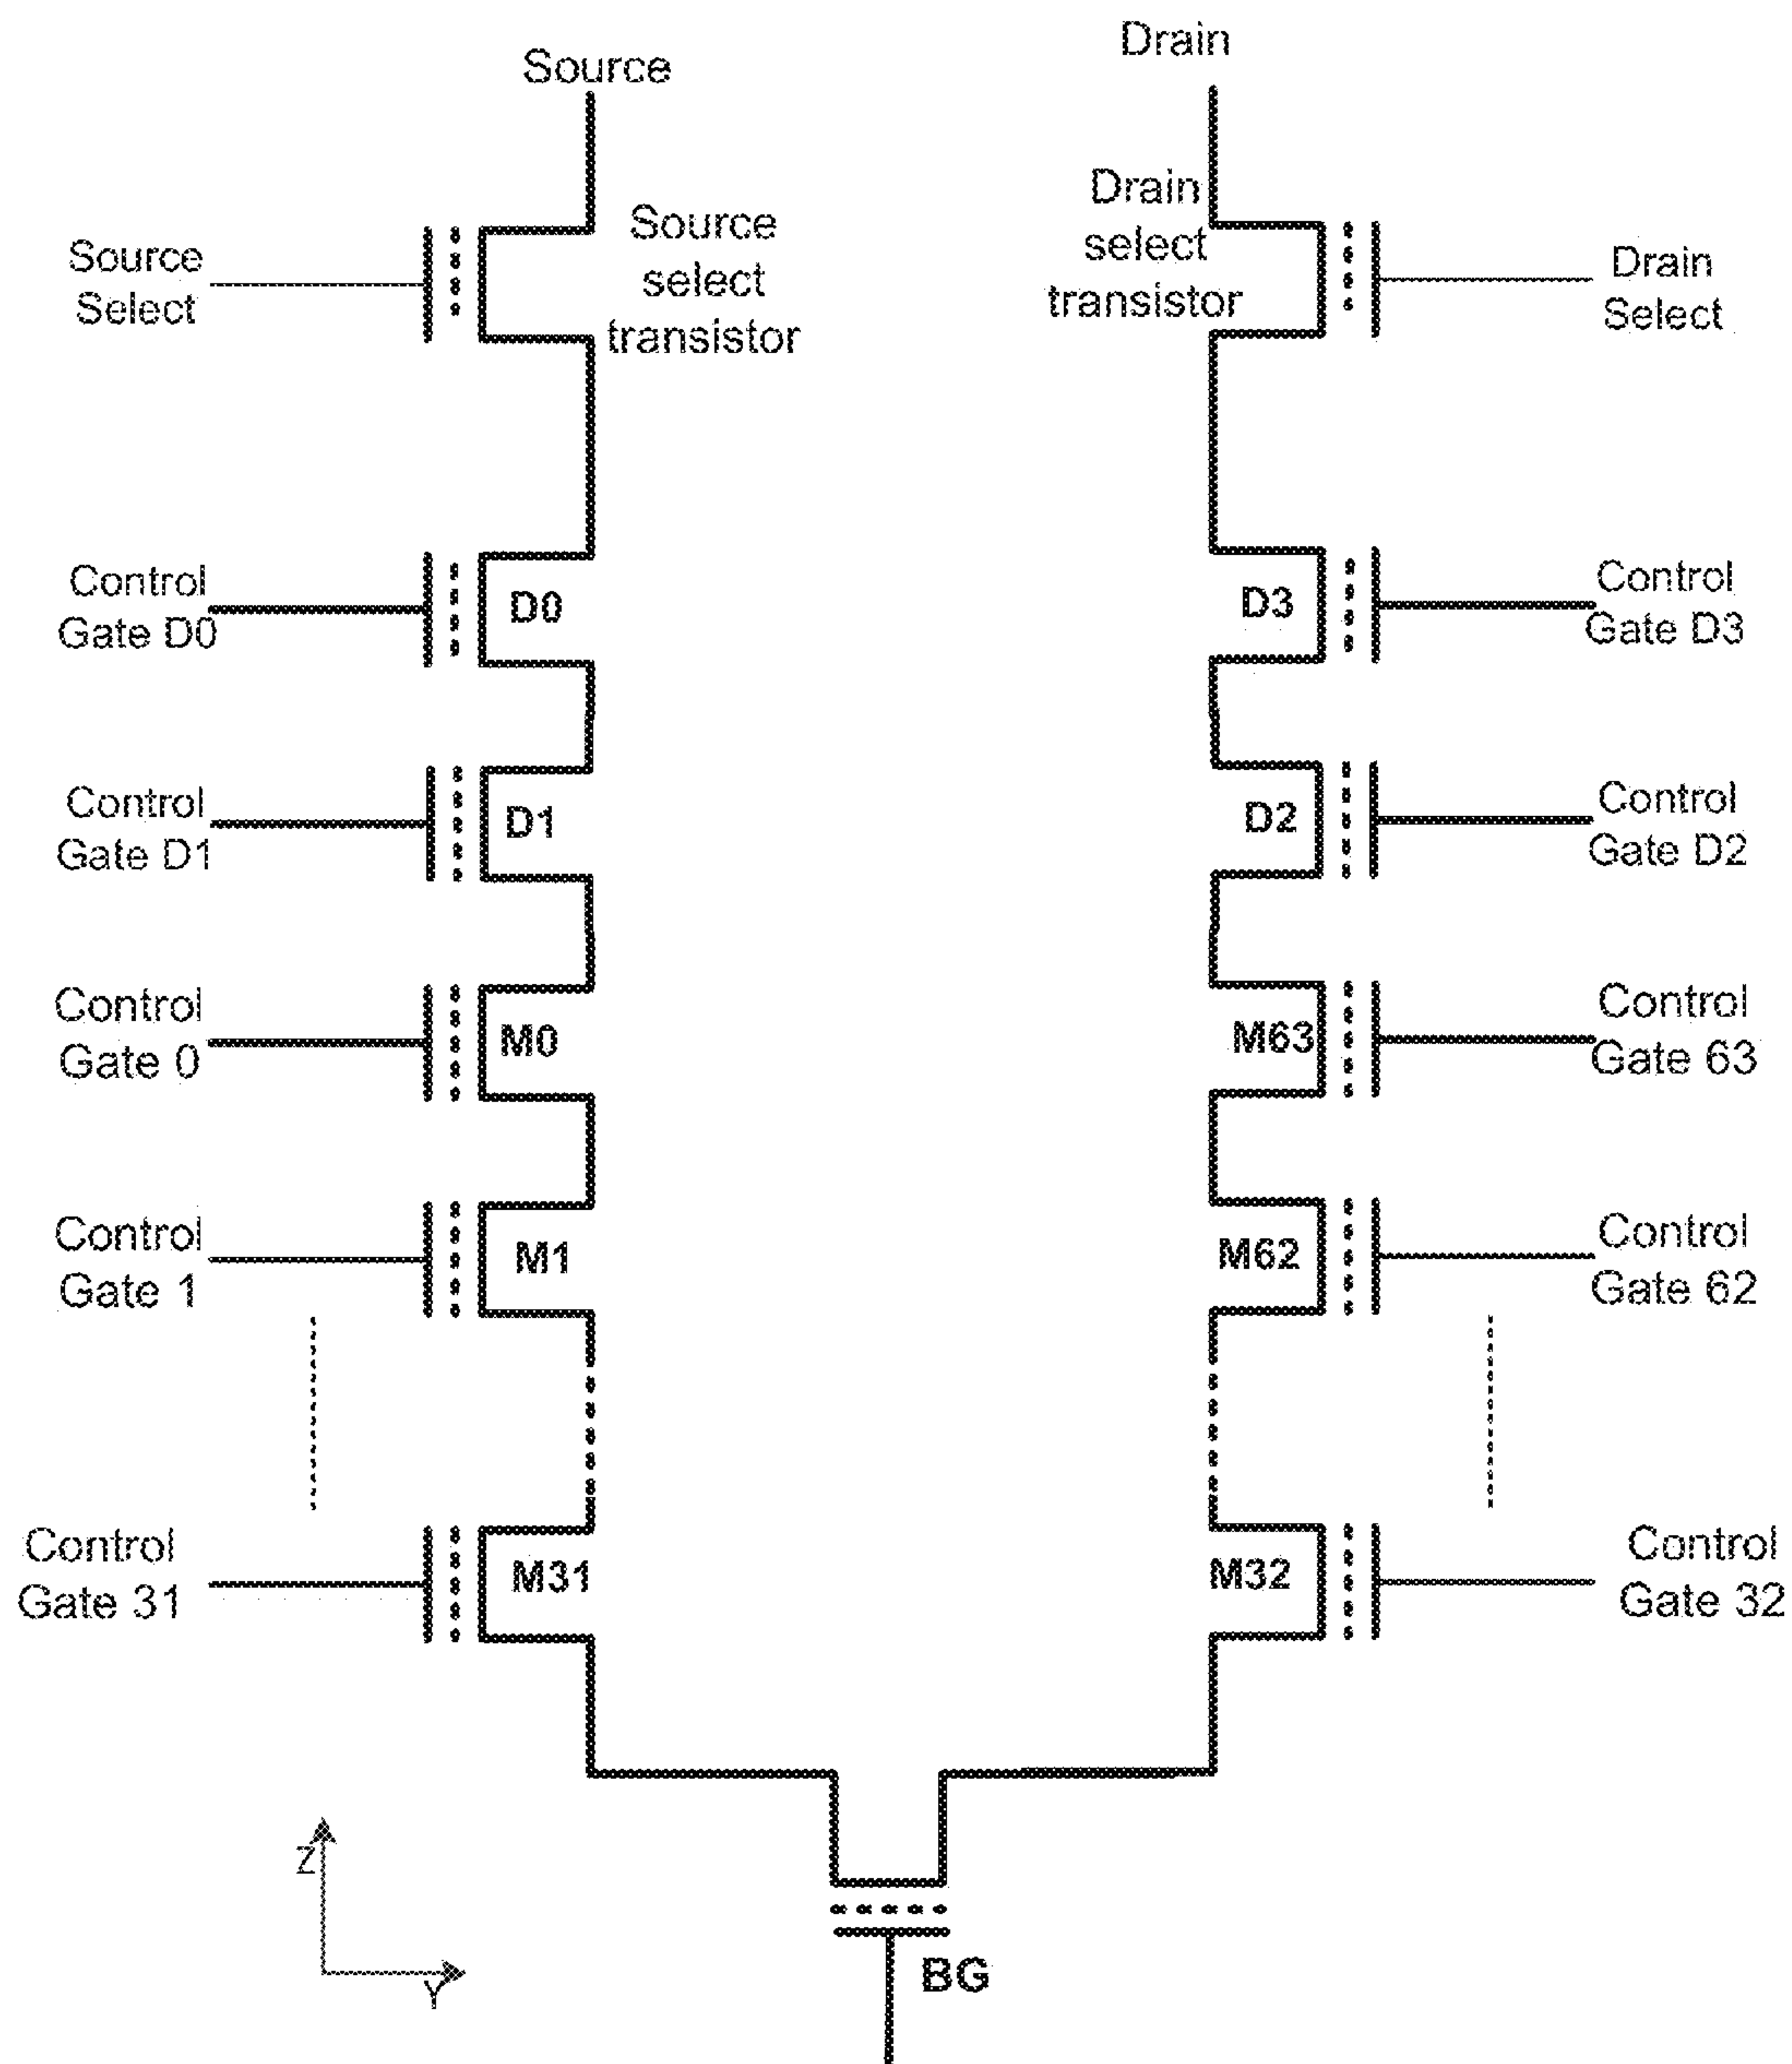 Source
Drain
Source
Select
Source
select
transistor
Drain
select
transistor
Drain
Select
Control
Gate D0
D0
D3
Control
Gate D3
Control
Gate D1
D1
D2
Control
Gate D2
Control
Gate 0
M0
M63
Control
Gate 63
Control
Gate 1
M1
M62
Control
Gate 62
Control
Gate 31
M31
M32
Control
Gate 32
Z
Y
BG